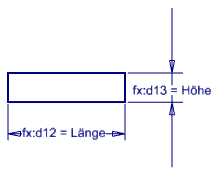 fx:d13 = Höhe
fx:d12 = Länge